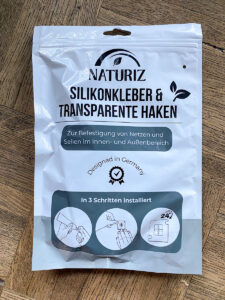 NATURIZ
SILIKONKLEBER &
TRANSPARENTE HAKEN
Zur Befestigung von Netzen und
Seilen im Innen- und Außenbereich
Designed in Germany
In 3 Schritten installiert
24h